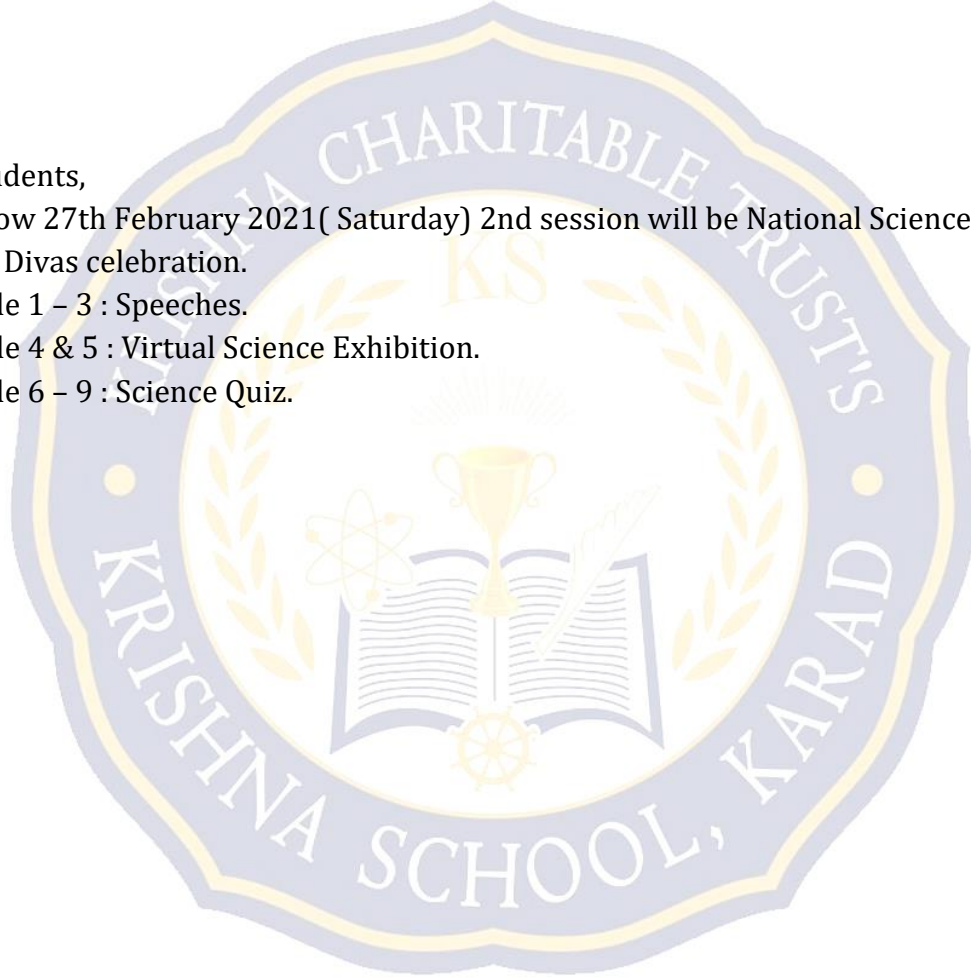 udents,
ow 27th February 2021( Saturday) 2nd session will be National Science
Divas celebration.
le 1 – 3 : Speeches.
le 4 & 5 : Virtual Science Exhibition.
le 6 – 9 : Science Quiz.
KRISHNA CHARITABLE TRUST'S
KS
KRISHNA SCHOOL, KARAD